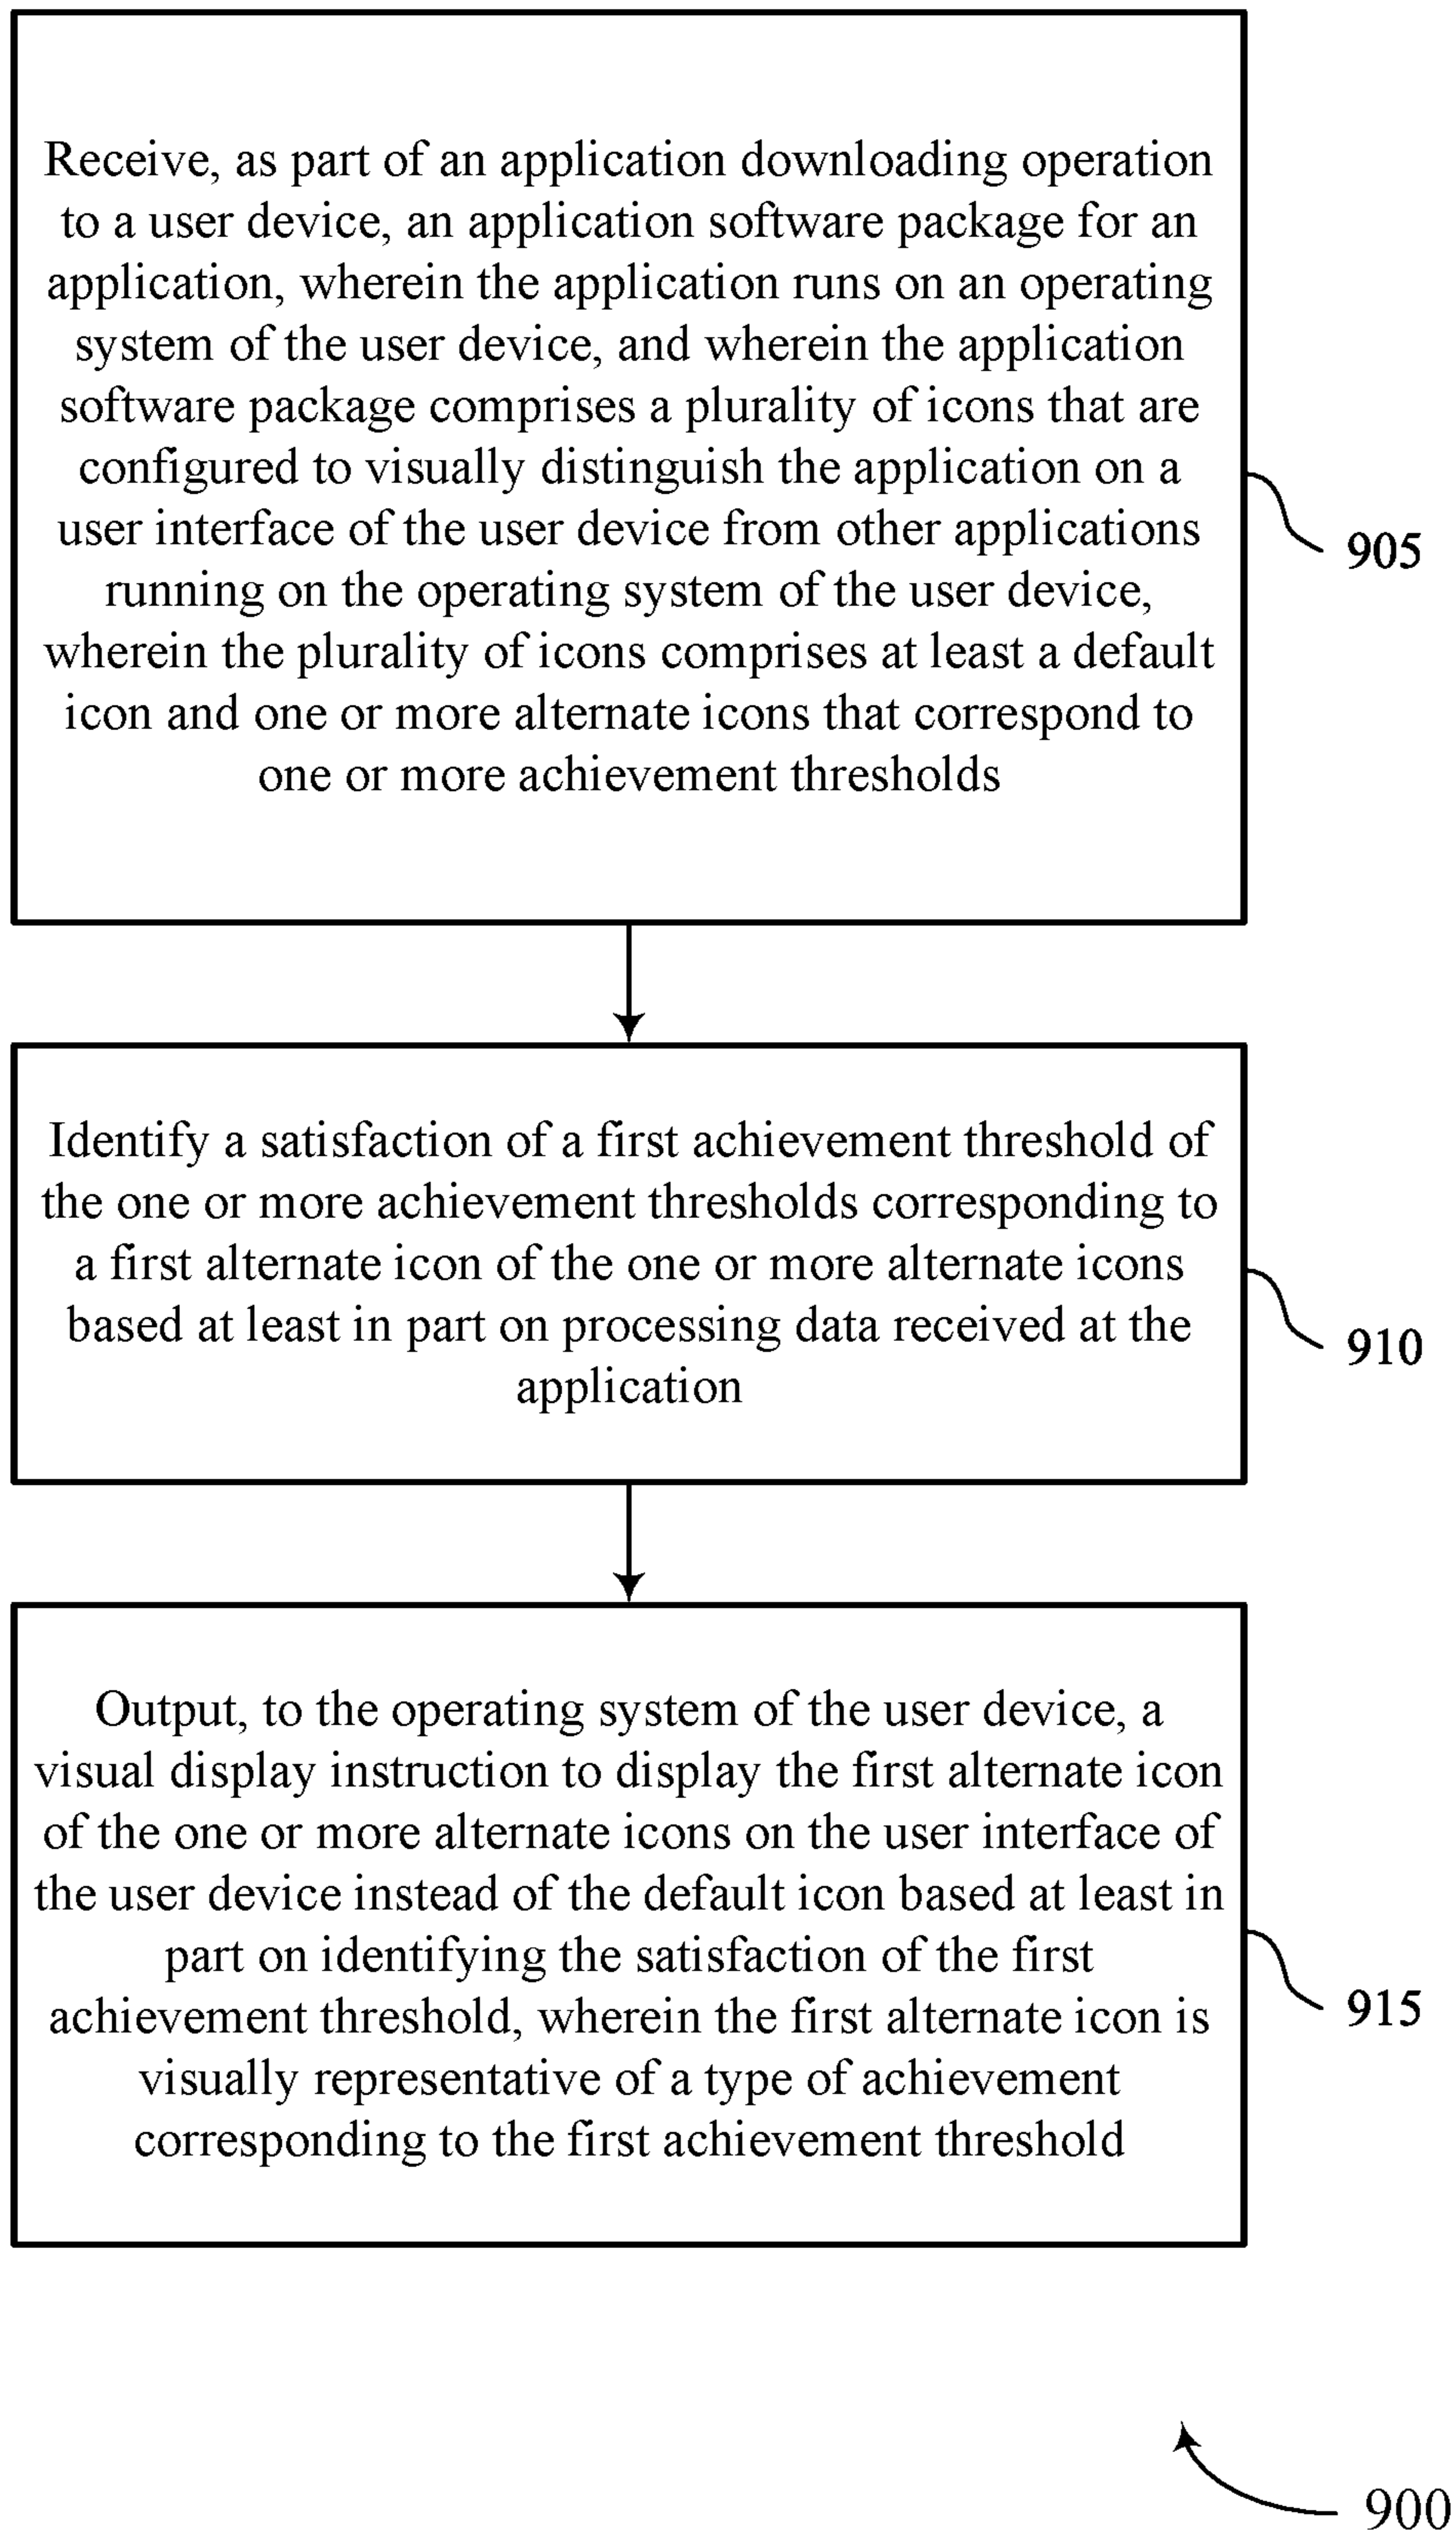 Receive, as part of an application downloading operation
to a user device, an application software package for an
application, wherein the application runs on an operating
system of the user device, and wherein the application
software package comprises a plurality of icons that are
configured to visually distinguish the application on a
user interface of the user device from other applications
running on the operating system of the user device,
wherein the plurality of icons comprises at least a default
icon and one or more alternate icons that correspond to
one or more achievement thresholds
905
Identify a satisfaction of a first achievement threshold of
the one or more achievement thresholds corresponding to
a first alternate icon of the one or more alternate icons
based at least in part on processing data received at the
application
910
Output, to the operating system of the user device, a
visual display instruction to display the first alternate icon
of the one or more alternate icons on the user interface of
the user device instead of the default icon based at least in
part on identifying the satisfaction of the first
achievement threshold, wherein the first alternate icon is
visually representative of a type of achievement
corresponding to the first achievement threshold
915
900